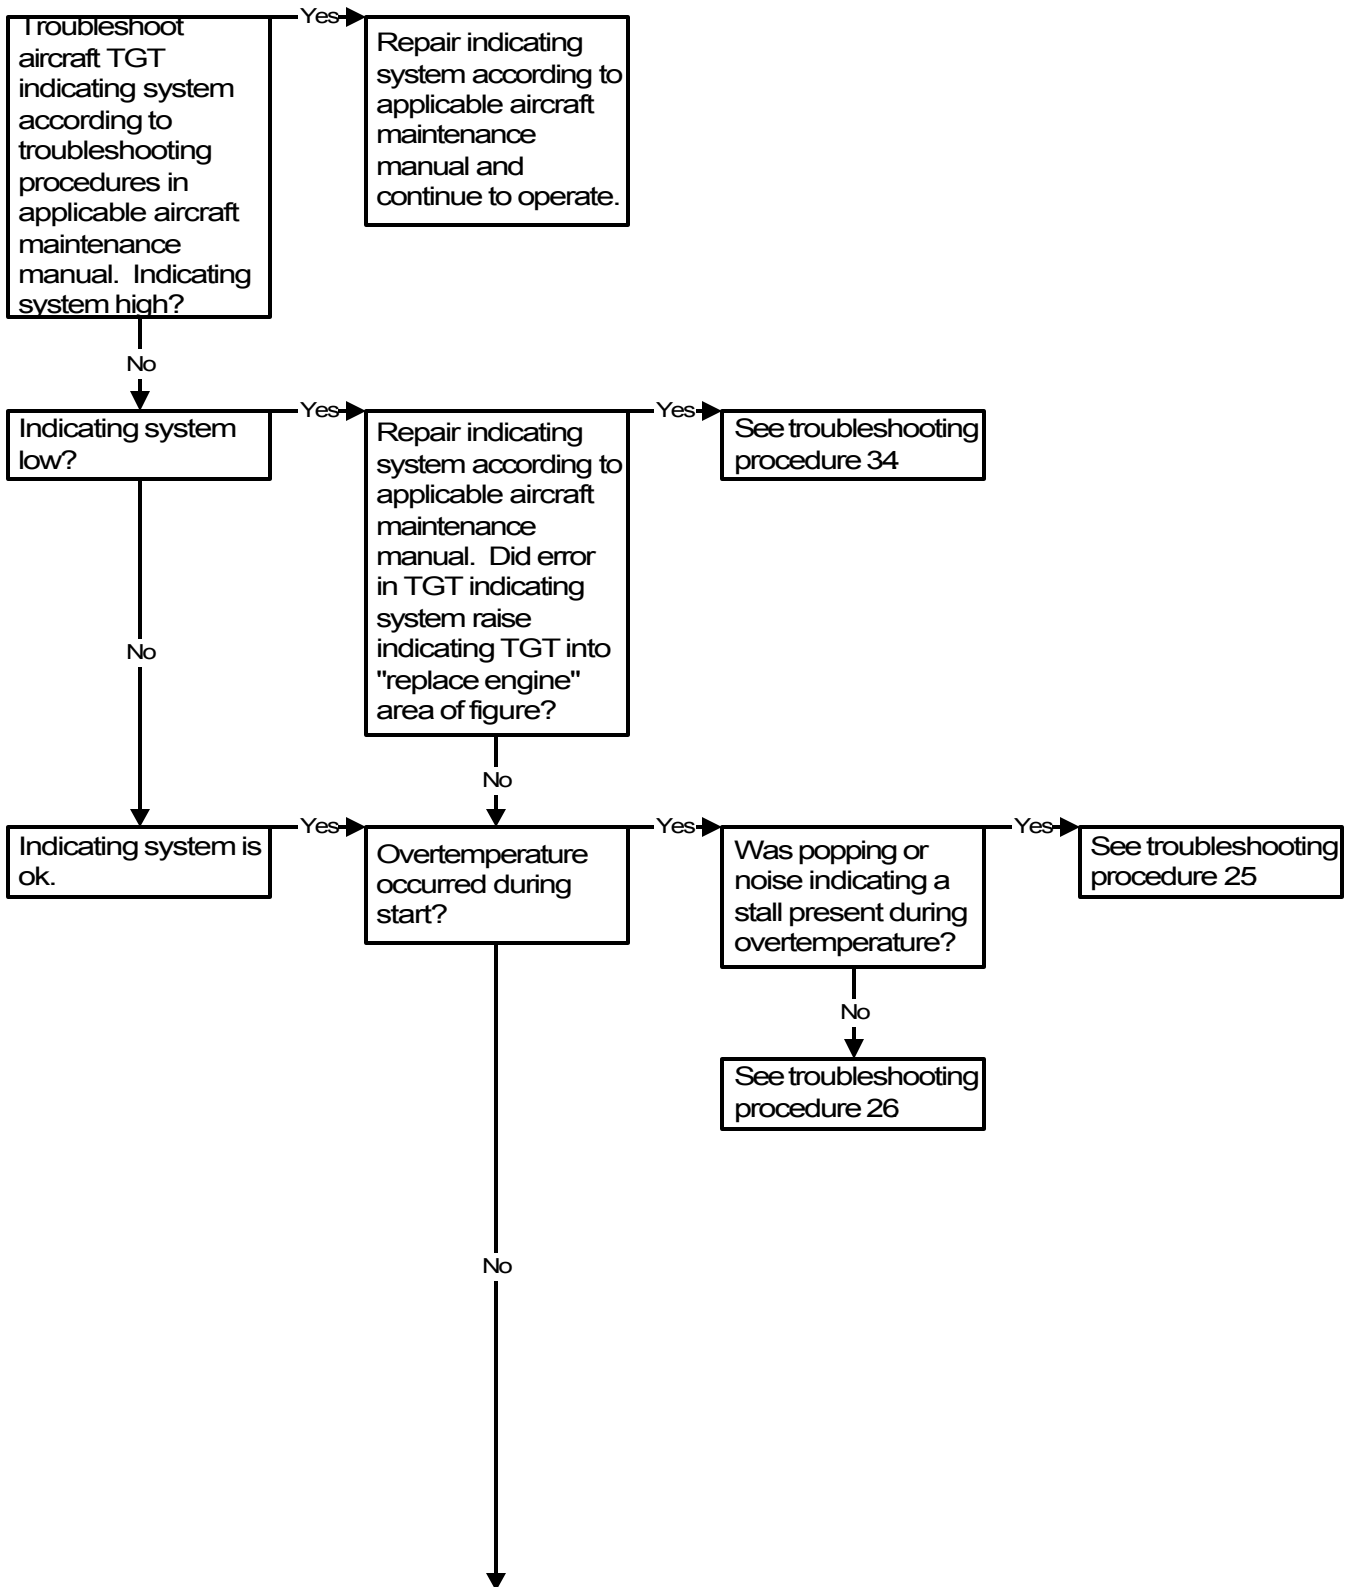 Troubleshoot
aircraft TGT
indicating system
according to
troubleshooting
procedures in
applicable aircraft
maintenance
manual. Indicating
system high?
Yes
Repair indicating
system according to
applicable aircraft
maintenance
manual and
continue to operate.
No
Indicating system
low?
Yes
Repair indicating
system according to
applicable aircraft
maintenance
manual. Did error
in TGT indicating
system raise
indicating TGT into
"replace engine"
area of figure?
Yes
See troubleshooting
procedure 34
No
No
Indicating system is
ok.
Yes
Overtemperature
occurred during
start?
Yes
Was popping or
noise indicating a
stall present during
overtemperature?
Yes
See troubleshooting
procedure 25
No
See troubleshooting
procedure 26
No